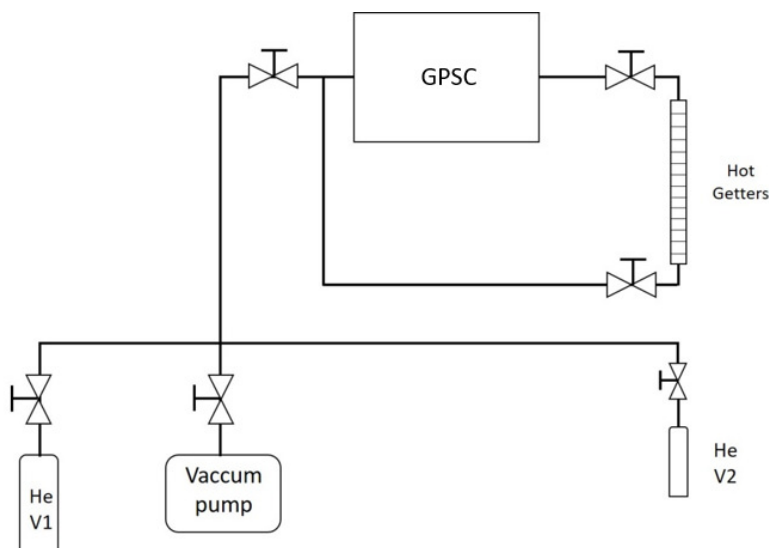 GPSC
Hot
Getters
He
V1
Vaccum
pump
He
V2